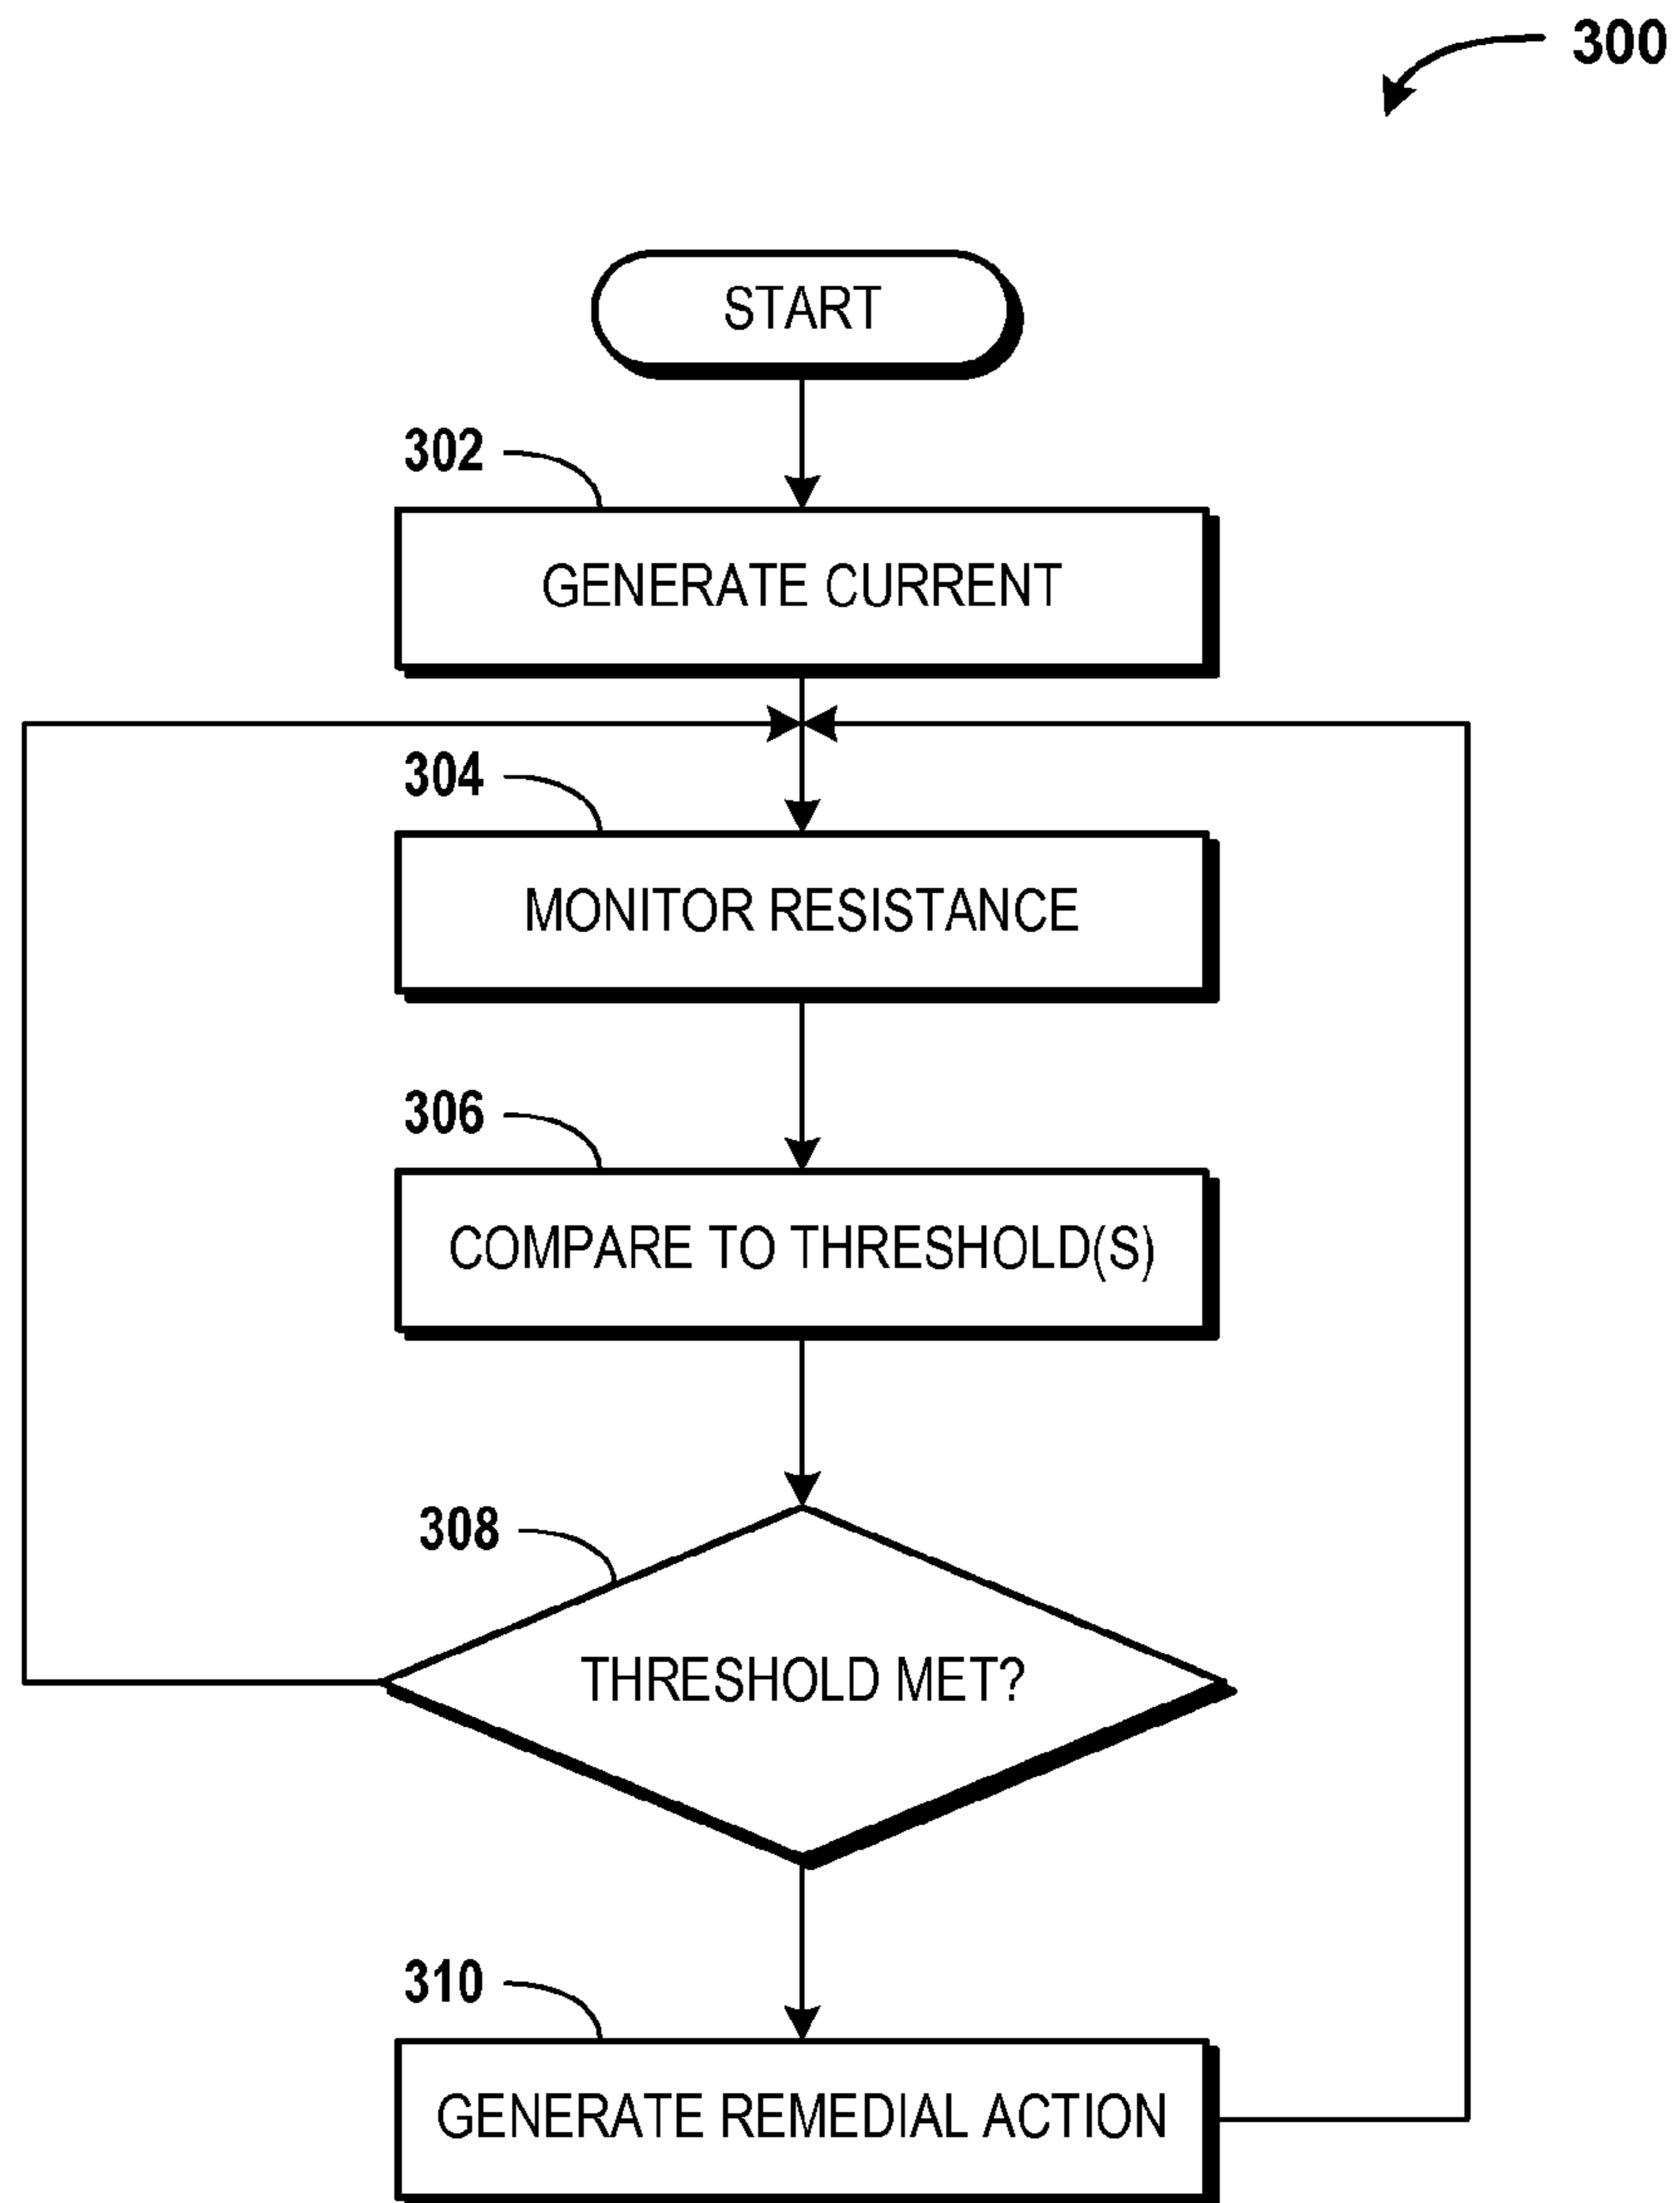 300
START
302
GENERATE CURRENT
304
MONITOR RESISTANCE
306
COMPARE TO THRESHOLD(S)
308
THRESHOLD MET?
310
GENERATE REMEDIAL ACTION